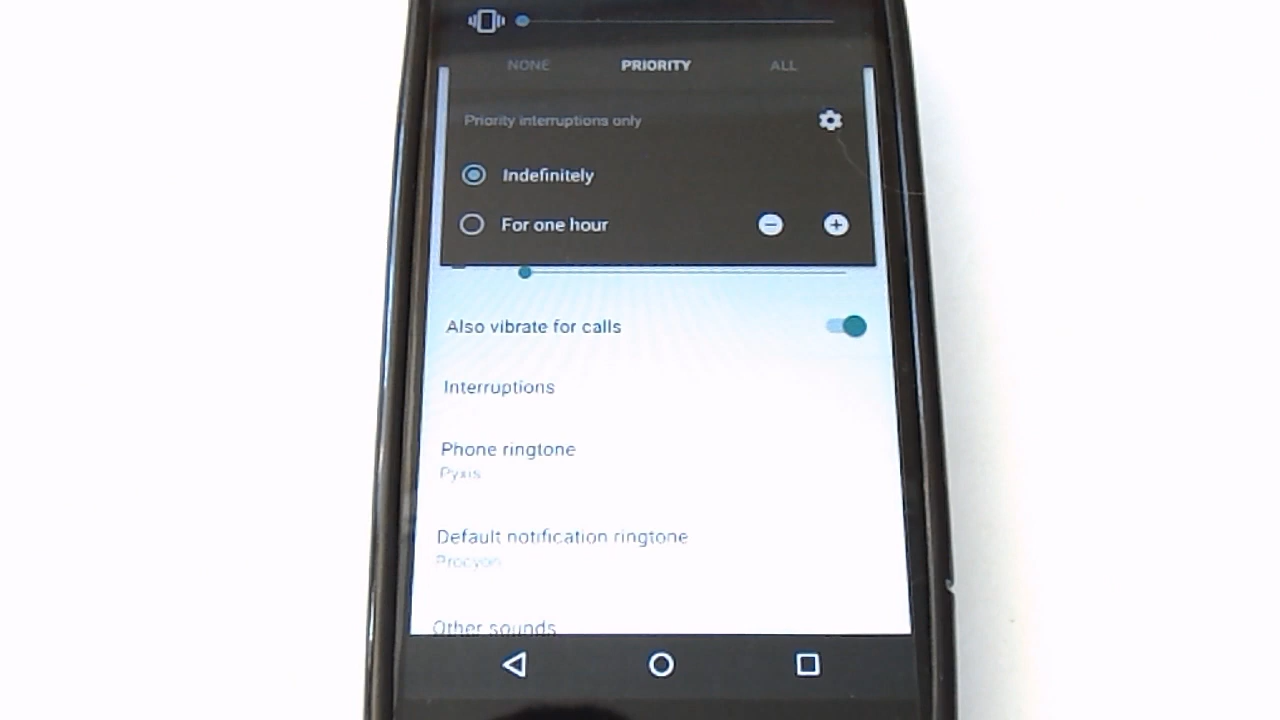 NONE PRIORITY ALL
Priority interruptions only
Indefinitely
For one hour
Also vibrate for calls
Interruptions
Phone ringtone
Pyxis
Default notification ringtone
Procyon
Other sounds